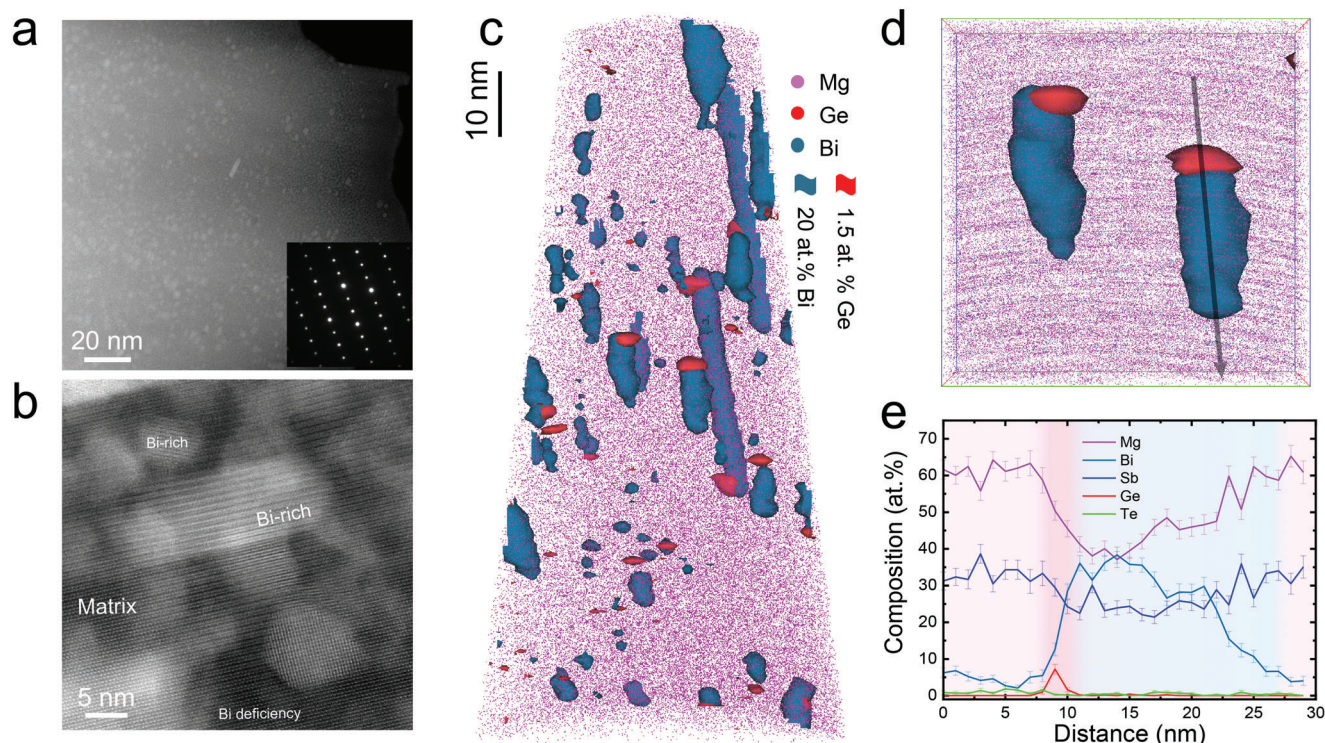 a
20 nm
b
Bi-rich
Bi-rich
Matrix
5 nm
Bi deficiency
c
10 nm
Mg
Ge
Bi
20 at.% Bi
1.5 at. % Ge
d
e
Composition (at.%)
70
60
50
40
30
20
10
0
Mg
Bi
Sb
Ge
Te
0 5 10 15 20 25 30
Distance (nm)